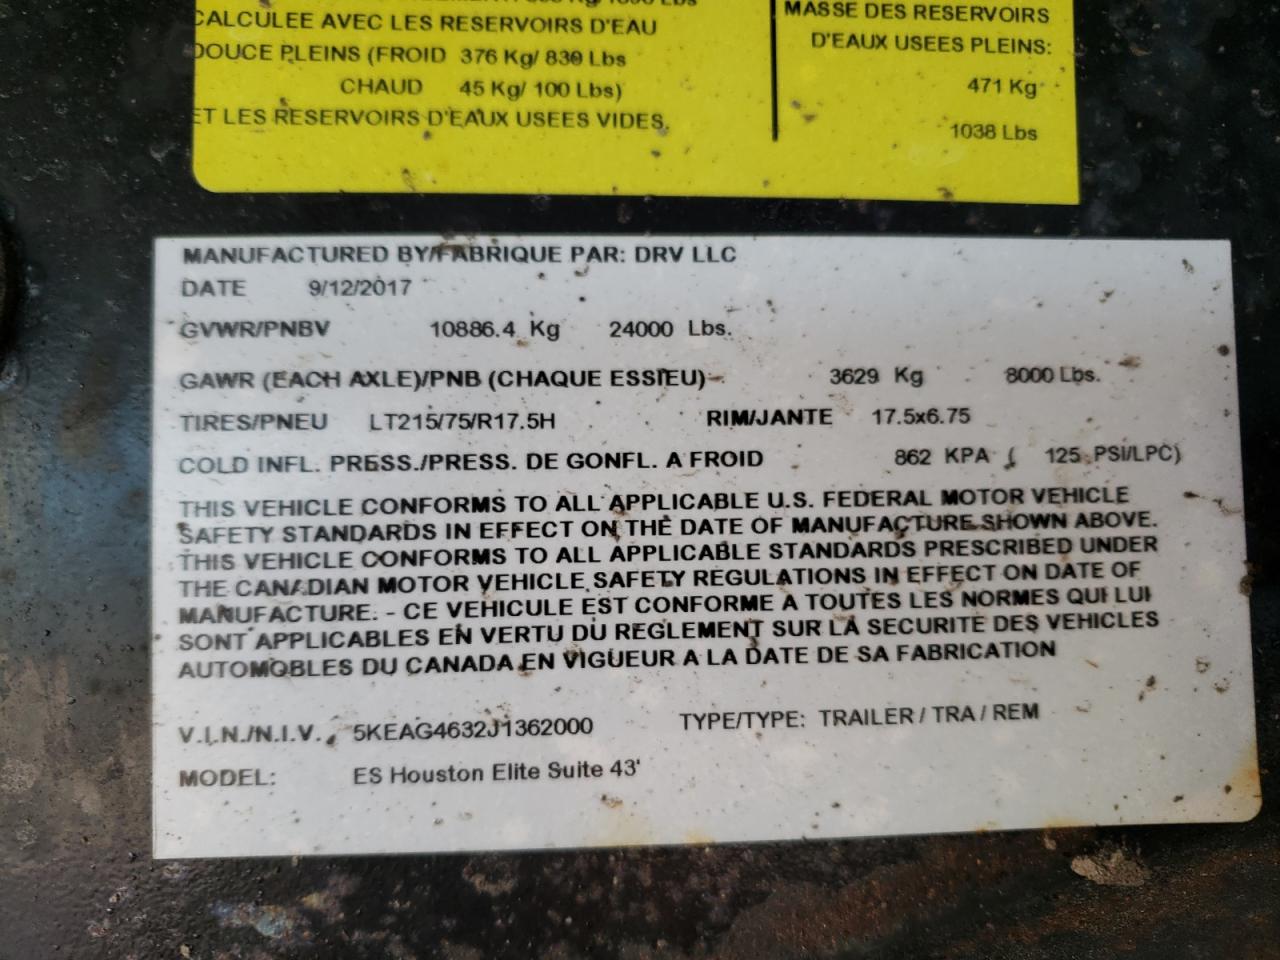 CALCULEE AVEC LES RESERVOIRS D'EAU
DOUCE PLEINS (FROID 376 Kg/ 830 Lbs
CHAUD 45 Kg/ 100 Lbs)
ET LES RESERVOIRS D'EAUX USEES VIDES.
MASSE DES RESERVOIRS
D'EAUX USEES PLEINS:
471 Kg
1038 Lbs
MANUFACTURED BY/FABRIQUE PAR: DRV LLC
DATE 9/12/2017
GVWR/PNBV 10886.4 Kg 24000 Lbs.
GAWR (EACH AXLE)/PNB (CHAQUE ESSIEU)- 3629 Kg 8000 Lbs.
TIRES/PNEU LT215/75/R17.5H RIM/JANTE 17.5x6.75
COLD INFL. PRESS./PRESS. DE GONFL. A FROID 862 KPA ( 125 PSI/LPC)
THIS VEHICLE CONFORMS TO ALL APPLICABLE U.S. FEDERAL MOTOR VEHICLE
SAFETY STANDARDS IN EFFECT ON THE DATE OF MANUFACTURE SHOWN ABOVE.
THIS VEHICLE CONFORMS TO ALL APPLICABLE STANDARDS PRESCRIBED UNDER
THE CANADIAN MOTOR VEHICLE SAFETY REGULATIONS IN EFFECT ON DATE OF
MANUFACTURE. - CE VEHICULE EST CONFORME A TOUTES LES NORMES QUI LUI
SONT APPLICABLES EN VERTU DU REGLEMENT SUR LA SECURITE DES VEHICLES
AUTOMOBLES DU CANADA EN VIGUEUR A LA DATE DE SA FABRICATION
V.I.N./N.I.V. 5KEAG4632J1362000 TYPE/TYPE: TRAILER / TRA / REM
MODEL: ES Houston Elite Suite 43'